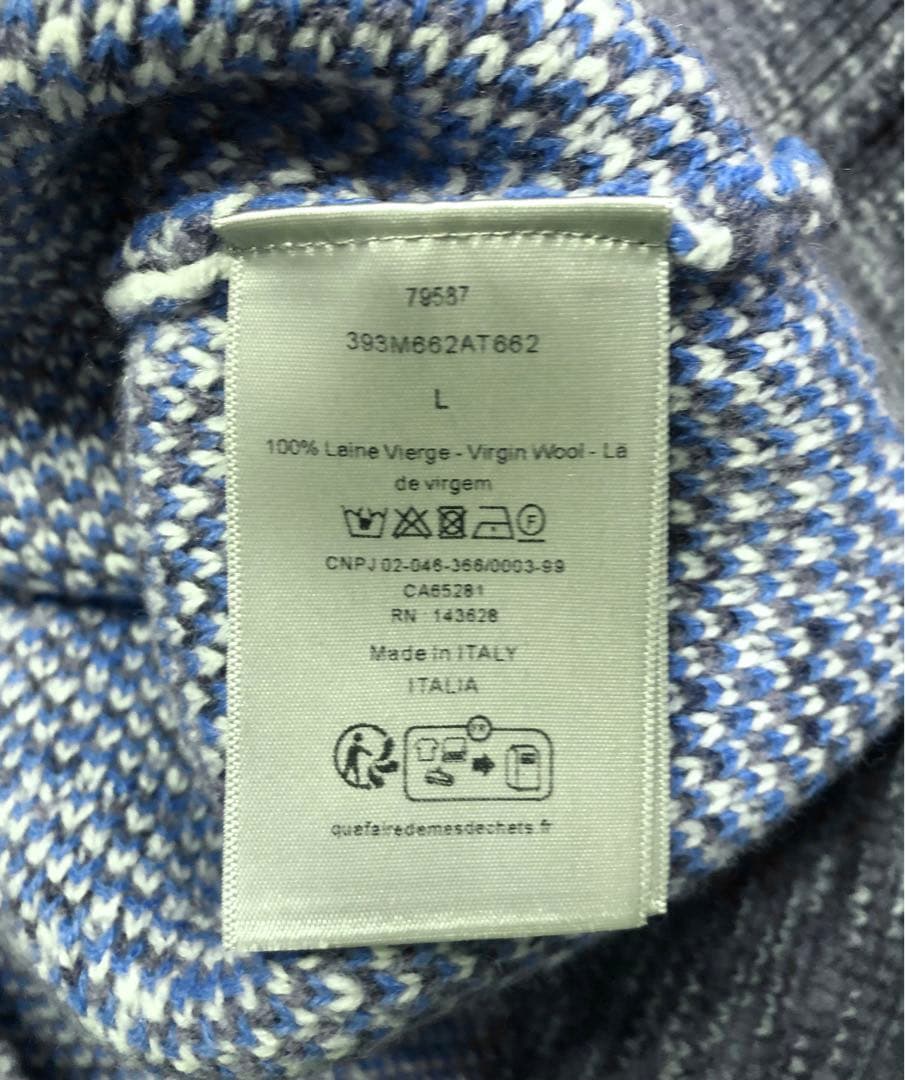 79587
393M662AT662
L
100% Laine Vierge - Virgin Wool - Lã
de virgem
F
CNPJ 02-046-366/0003-99
CA65281
RN : 143628
Made in ITALY
ITALIA
quefairedemesdechets.fr